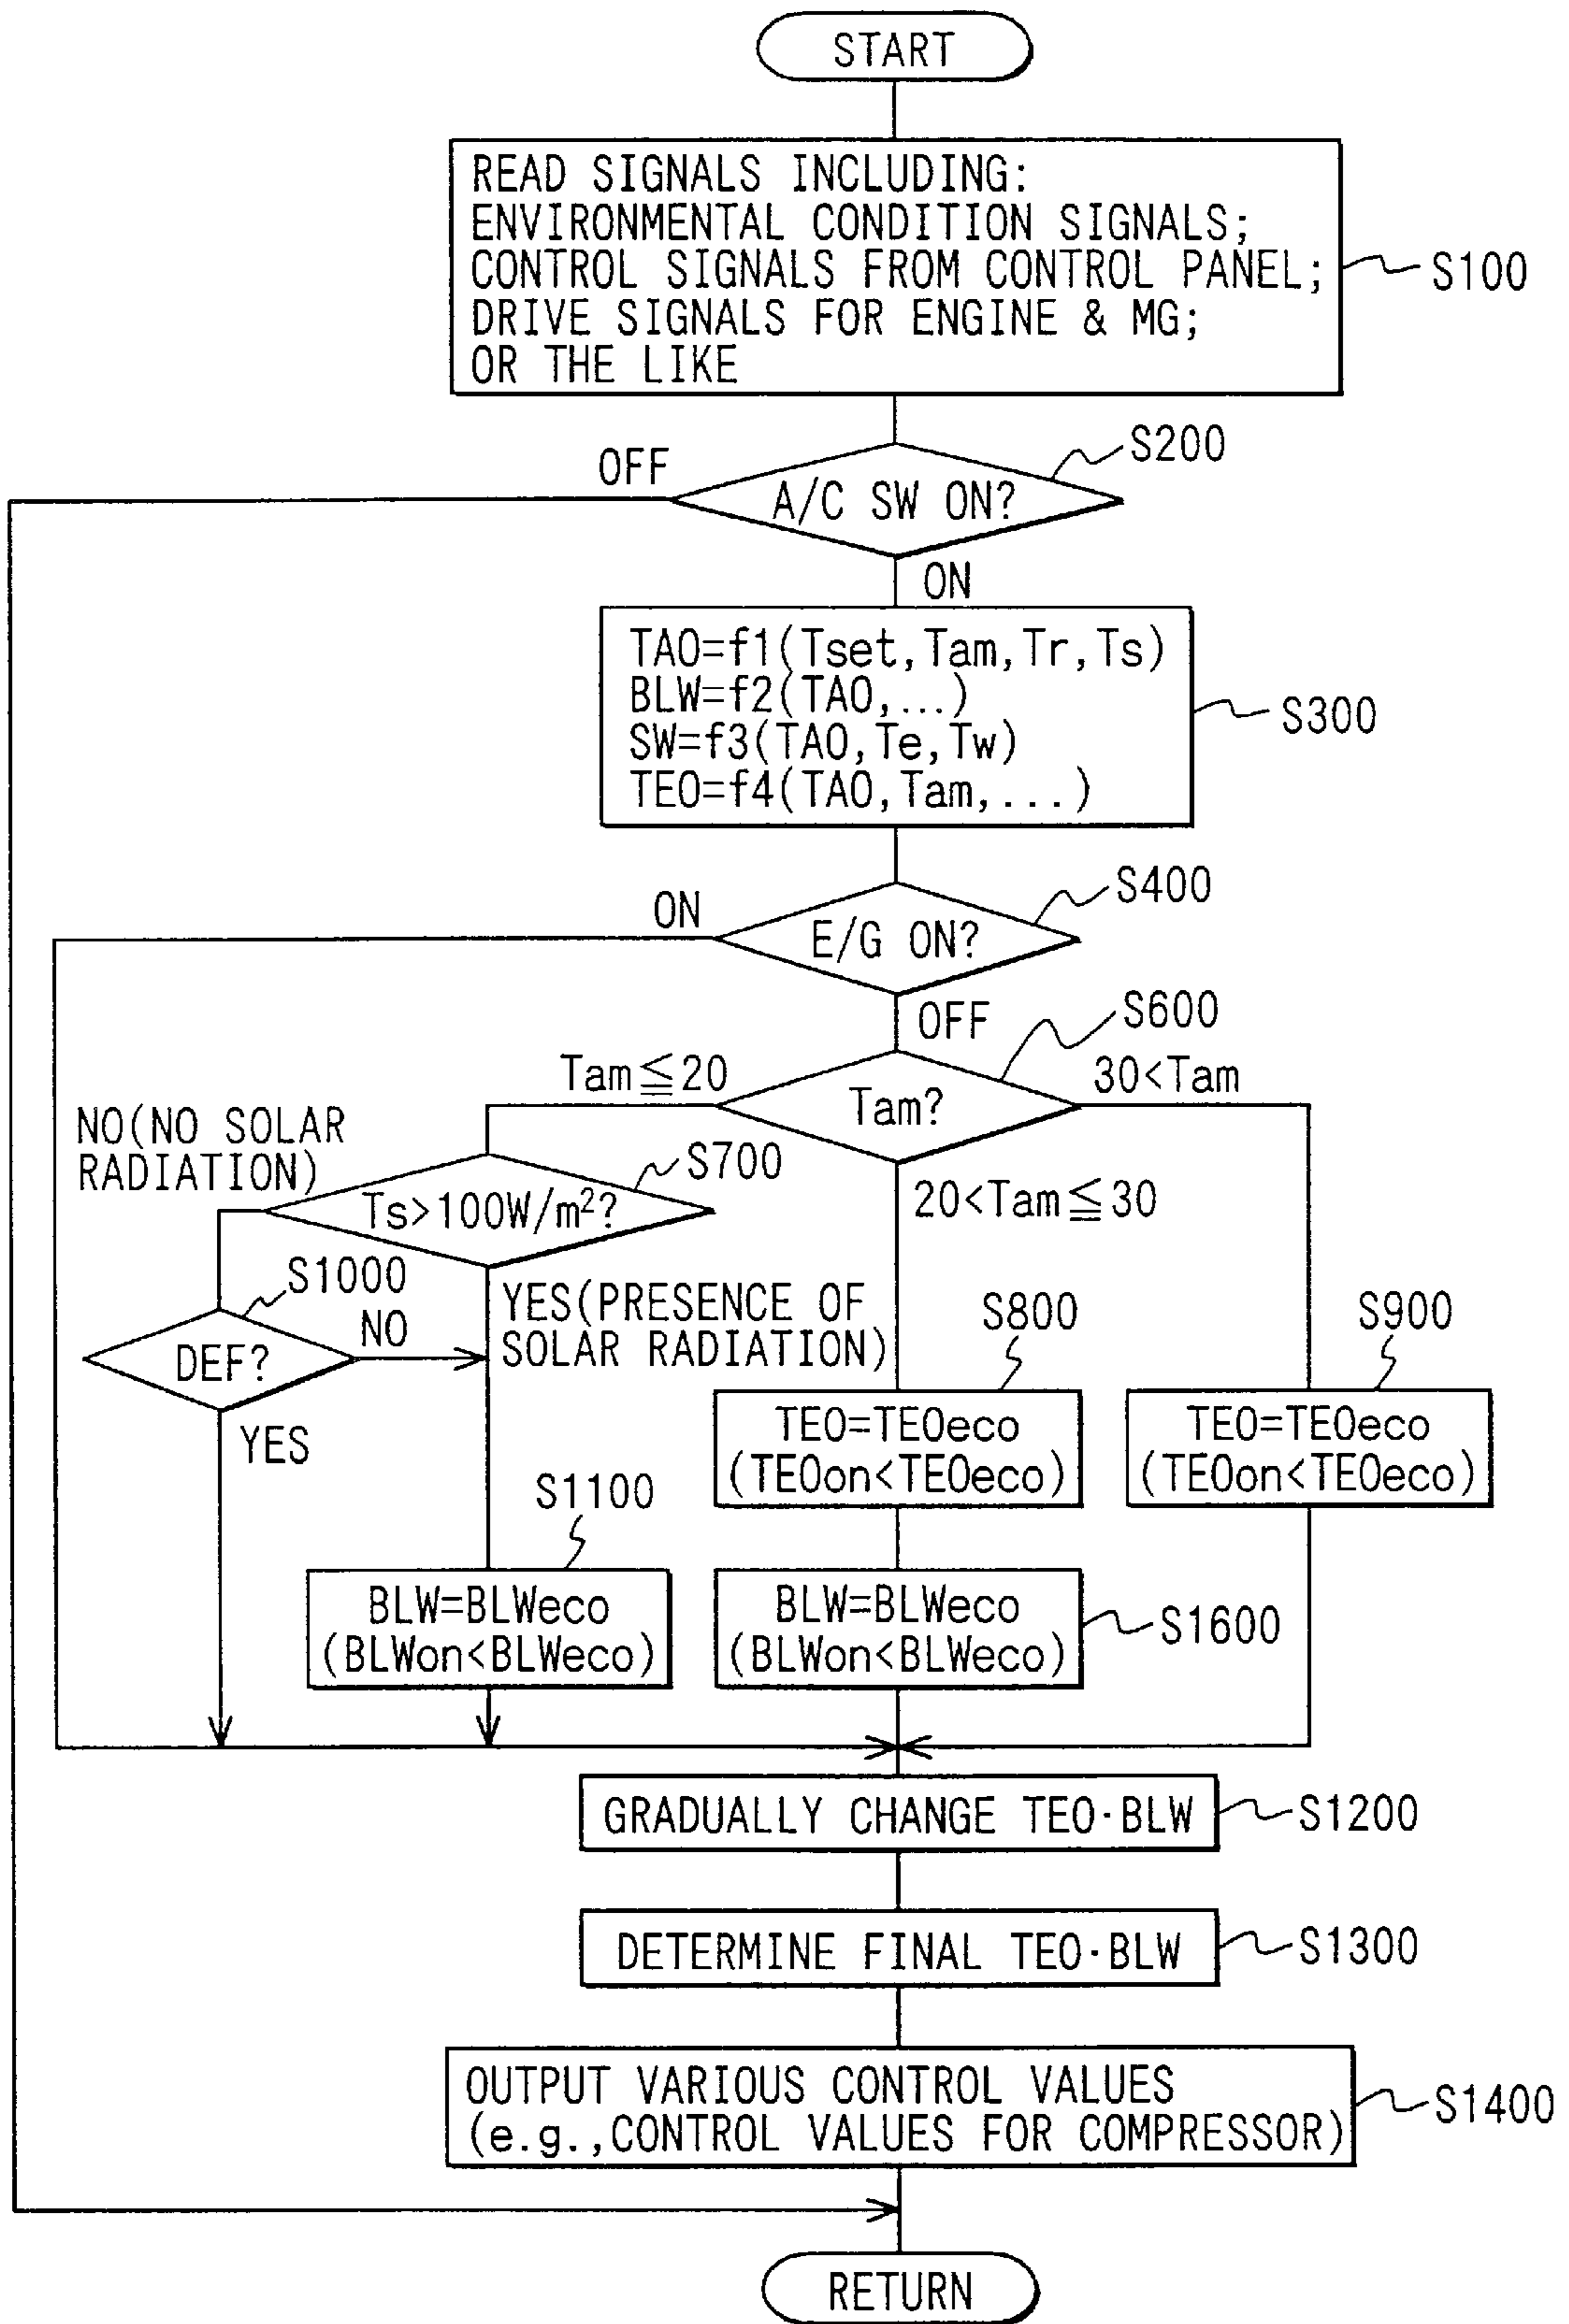 START
READ SIGNALS INCLUDING:
ENVIRONMENTAL CONDITION SIGNALS;
CONTROL SIGNALS FROM CONTROL PANEL;
DRIVE SIGNALS FOR ENGINE & MG;
OR THE LIKE
S100
S200
OFF
A/C SW ON?
ON
TAO=f1(Tset,Tam,Tr,Ts)
BLW=f2(TAO,...)
SW=f3(TAO,Te,Tw)
TEO=f4(TAO,Tam,...)
S300
S400
ON
E/G ON?
OFF
S600
Tam≦20
30<Tam
Tam?
NO(NO SOLAR
RADIATION)
S700
Ts>100W/m²?
20<Tam≦30
S1000
NO
YES(PRESENCE OF
SOLAR RADIATION)
DEF?
YES
S800
S900
TEO=TEOeco
(TEOon<TEOeco)
TEO=TEOeco
(TEOon<TEOeco)
S1100
BLW=BLWeco
(BLWon<BLWeco)
BLW=BLWeco
(BLWon<BLWeco)
S1600
GRADUALLY CHANGE TEO·BLW
S1200
DETERMINE FINAL TEO·BLW
S1300
OUTPUT VARIOUS CONTROL VALUES
(e.g.,CONTROL VALUES FOR COMPRESSOR)
S1400
RETURN